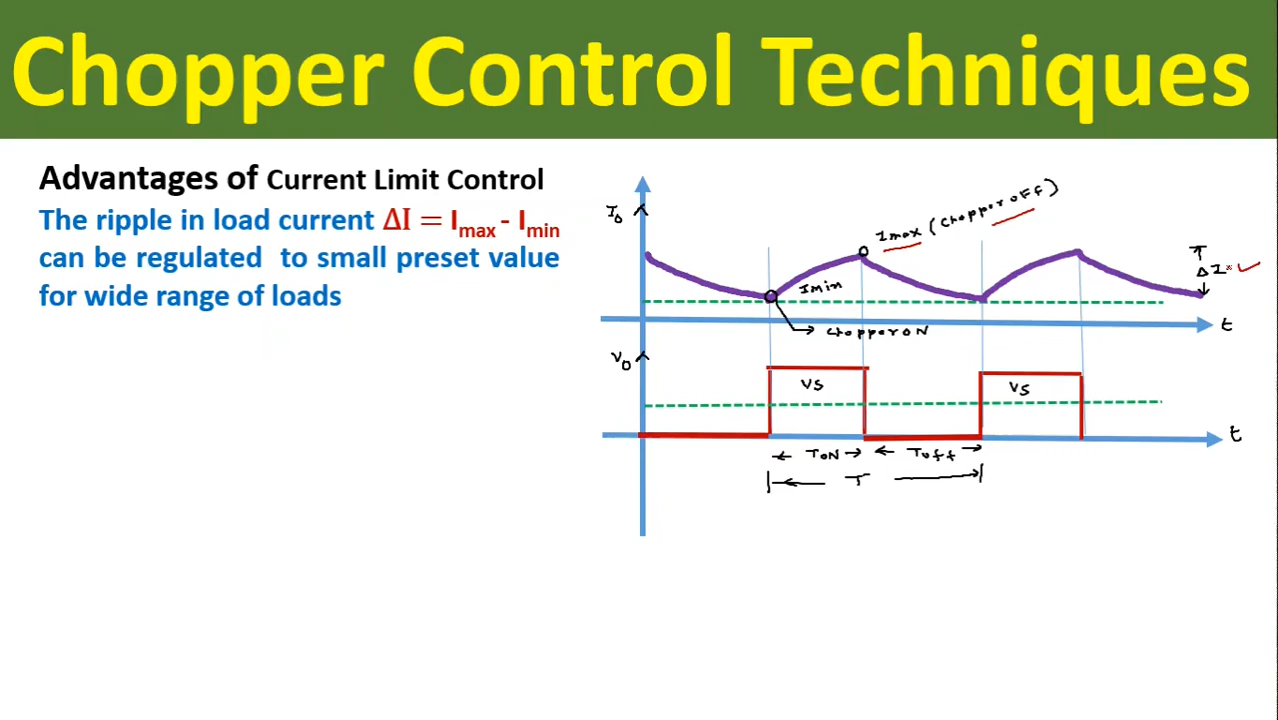 Chopper Control Techniques
Advantages of Current Limit Control
The ripple in load current ΔI = Imax - Imin
can be regulated to small preset value
for wide range of loads
I0
Imax (Chopper OFF)
Imin
ΔI
Chopper ON
t
V0
VS
VS
t
TON
Toff
T